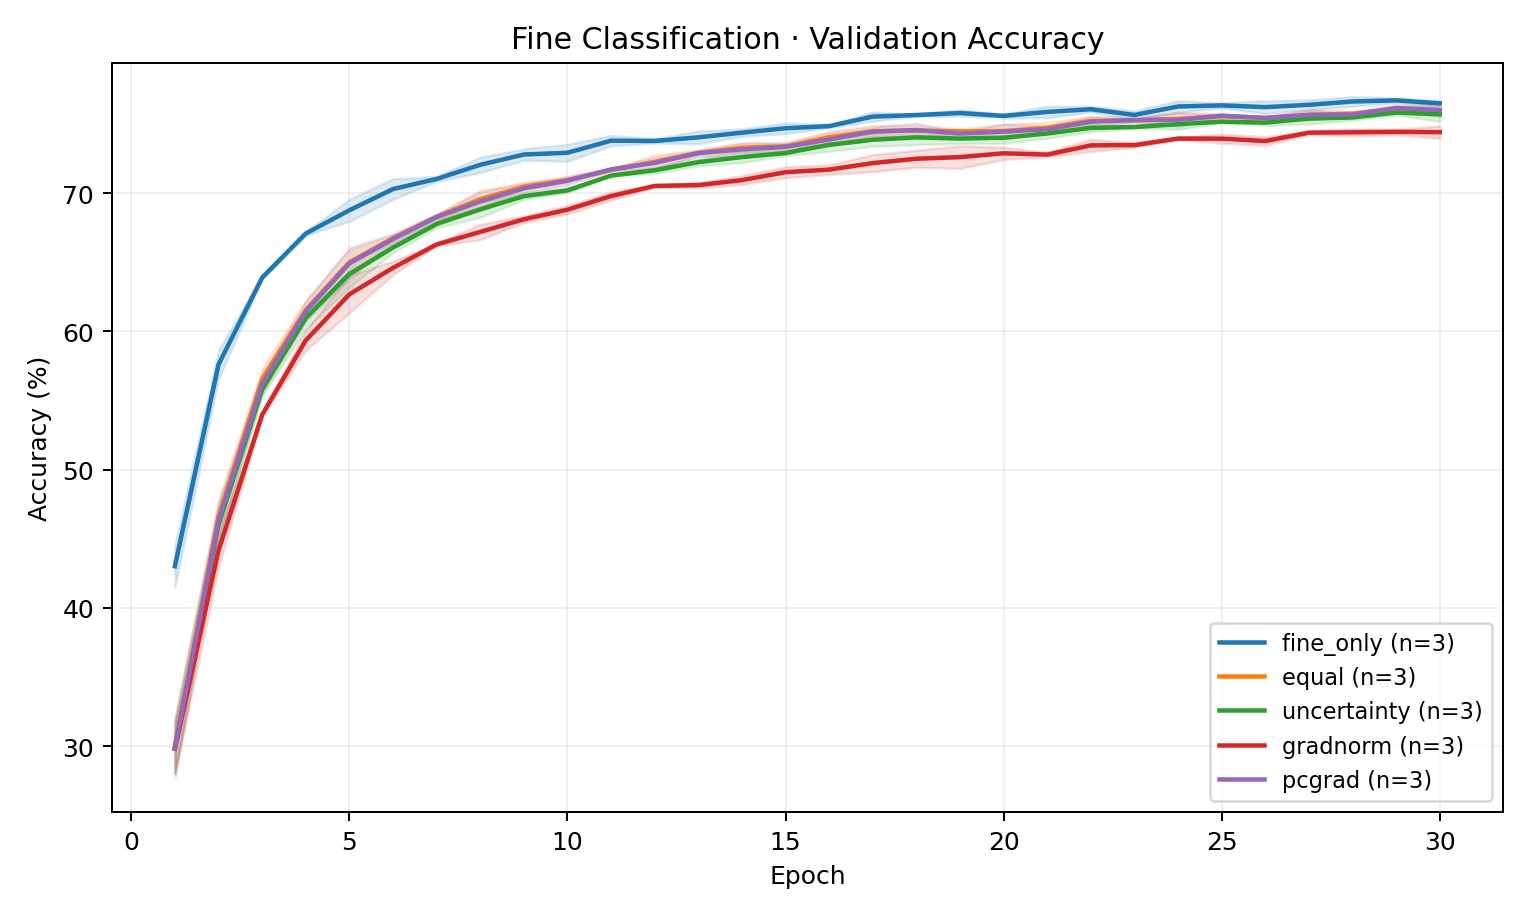 Fine Classification · Validation Accuracy
Accuracy (%)
70
60
50
40
30
0 5 10 15 20 25 30
Epoch
fine_only (n=3)
equal (n=3)
uncertainty (n=3)
gradnorm (n=3)
pcgrad (n=3)